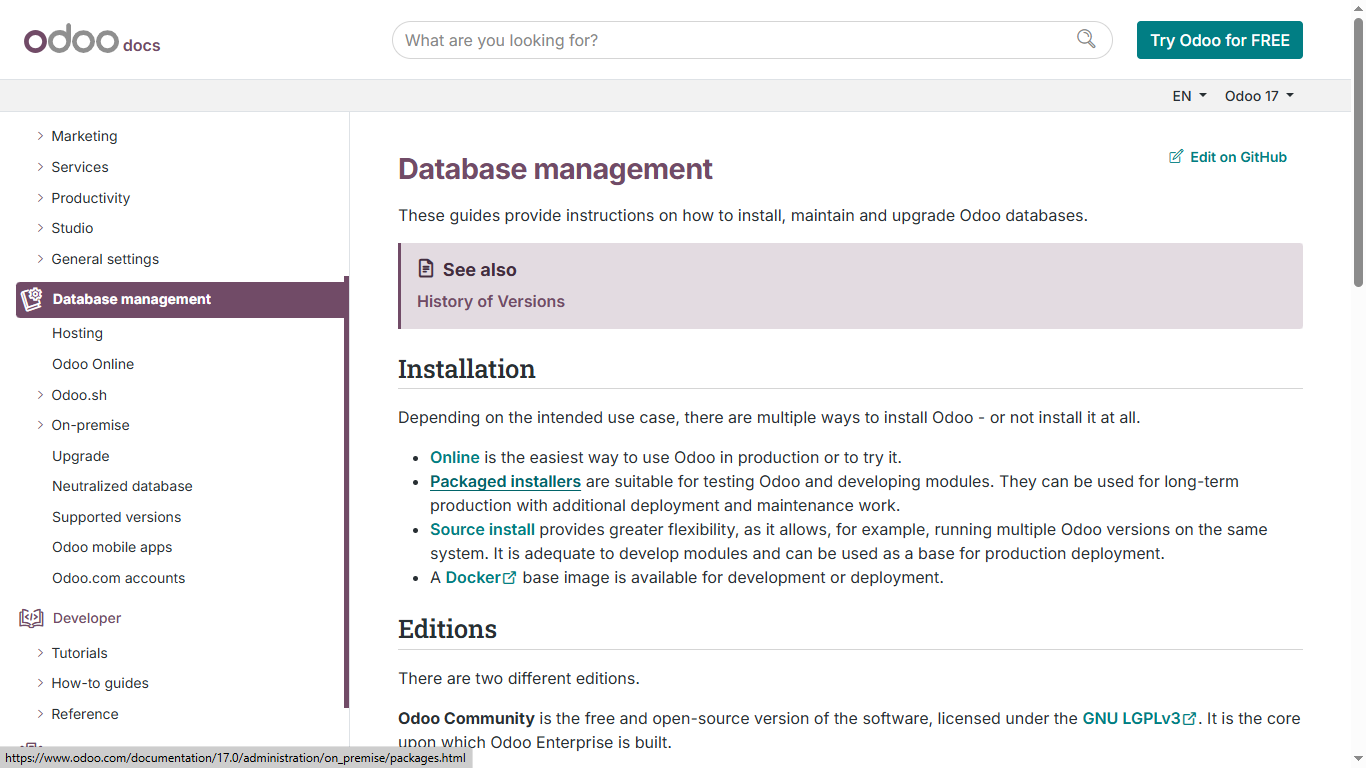 odoo docs
What are you looking for?
Try Odoo for FREE
EN
Odoo 17
Marketing
Services
Productivity
Studio
General settings
Database management
Hosting
Odoo Online
Odoo.sh
On-premise
Upgrade
Neutralized database
Supported versions
Odoo mobile apps
Odoo.com accounts
Developer
Tutorials
How-to guides
Reference
Database management
Edit on GitHub
These guides provide instructions on how to install, maintain and upgrade Odoo databases.
See also
History of Versions
Installation
Depending on the intended use case, there are multiple ways to install Odoo - or not install it at all.
• Online is the easiest way to use Odoo in production or to try it.
• Packaged installers are suitable for testing Odoo and developing modules. They can be used for long-term
production with additional deployment and maintenance work.
• Source install provides greater flexibility, as it allows, for example, running multiple Odoo versions on the same
system. It is adequate to develop modules and can be used as a base for production deployment.
• A Docker base image is available for development or deployment.
Editions
There are two different editions.
Odoo Community is the free and open-source version of the software, licensed under the GNU LGPLv3. It is the core
upon which Odoo Enterprise is built.
https://www.odoo.com/documentation/17.0/administration/on_premise/packages.html